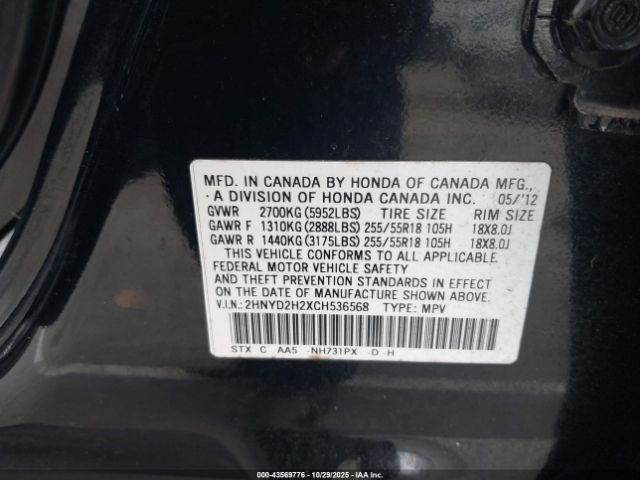 MFD. IN CANADA BY HONDA OF CANADA MFG.,
A DIVISION OF HONDA CANADA INC. 05/'12
GVWR 2700KG (5952LBS) TIRE SIZE RIM SIZE
GAWR F 1310KG (2888LBS) 255/55R18 105H 18X8.0J
GAWR R 1440KG (3175LBS) 255/55R18 105H 18X8.0J
THIS VEHICLE CONFORMS TO ALL APPLICABLE
FEDERAL MOTOR VEHICLE SAFETY
AND THEFT PREVENTION STANDARDS IN EFFECT
ON THE DATE OF MANUFACTURE SHOWN ABOVE.
V.I.N.: 2HNYD2H2XCH536568 TYPE: MPV
STX C AA5 -NH731PX -D -H
000-43569776 | 10/29/2025 | IAA Inc.